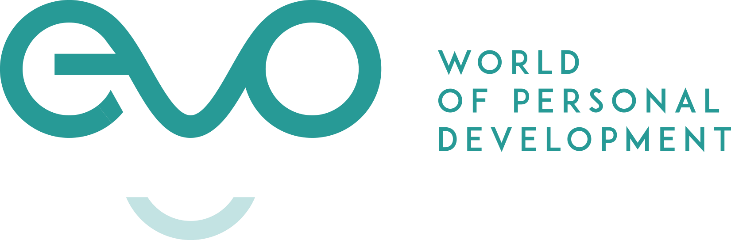 evo
WORLD
OF PERSONAL
DEVELOPMENT